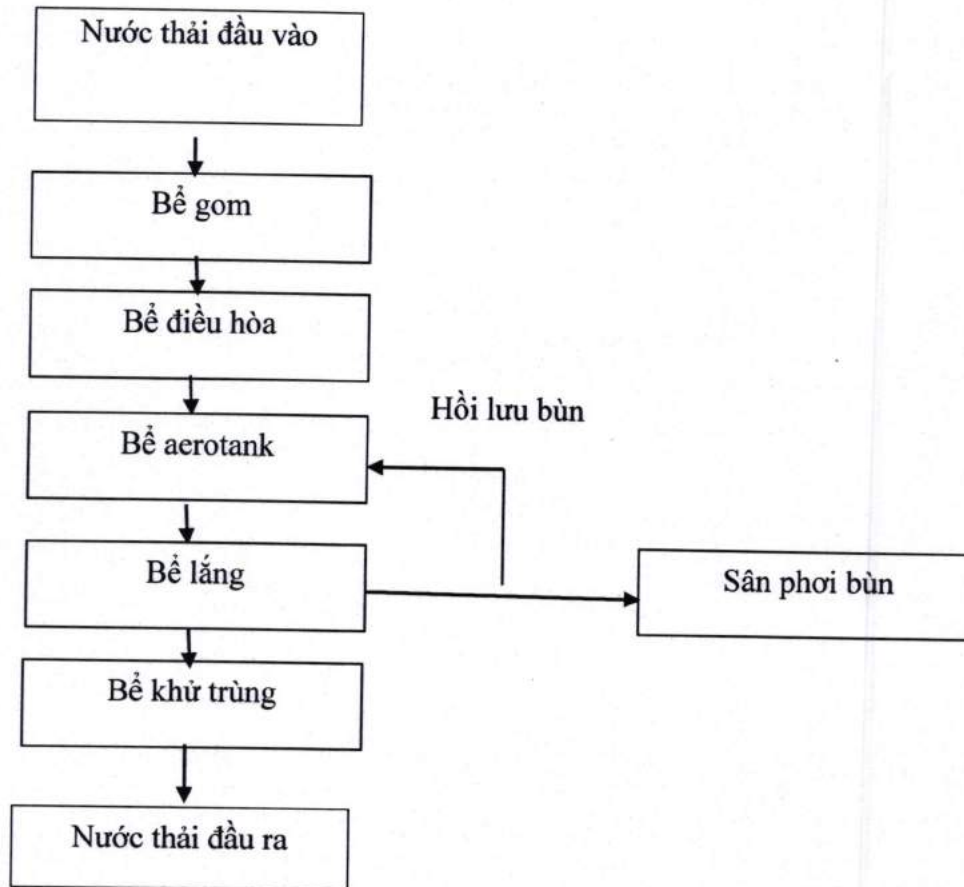 Nước thải đầu vào
Bể gom
Bể điều hòa
Hồi lưu bùn
Bể aerotank
Bể lắng
Sân phơi bùn
Bể khử trùng
Nước thải đầu ra